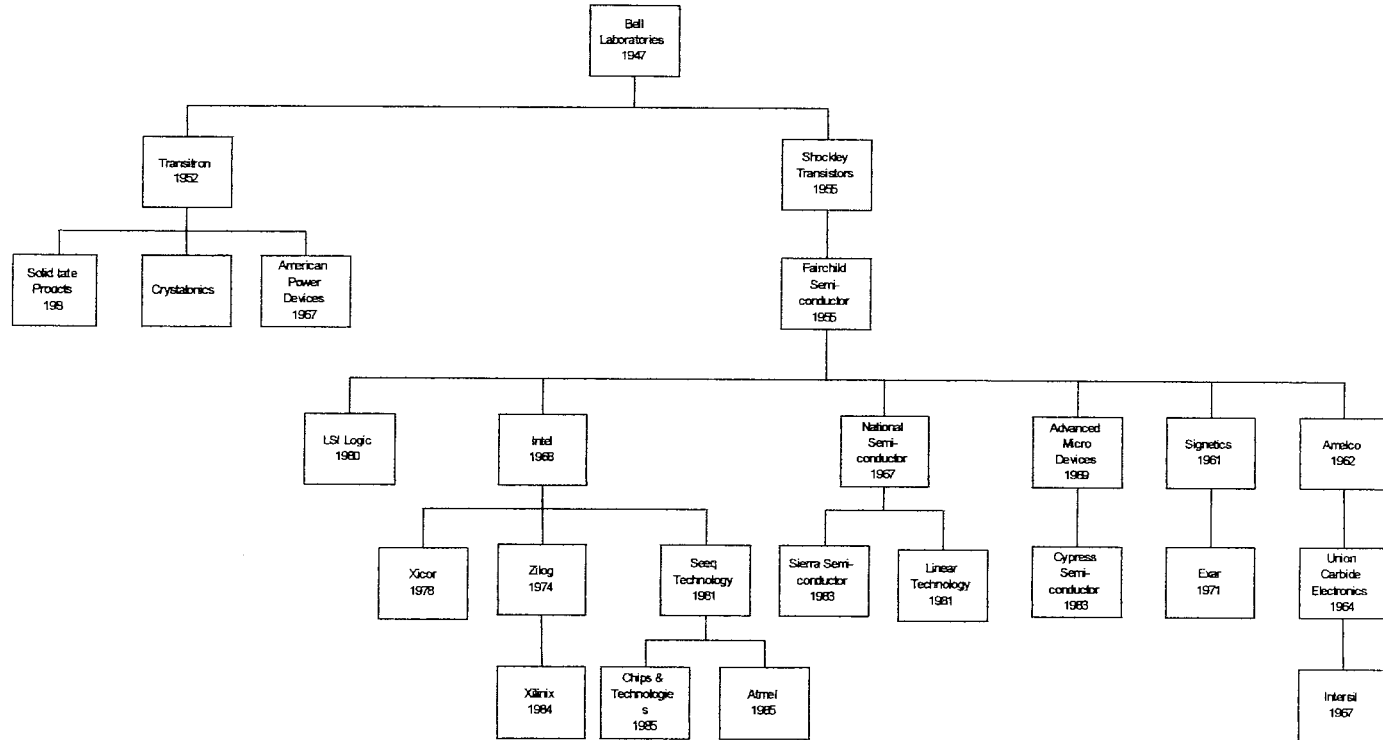 Bell
Laboratories
1947
Transitron
1952
Shockley
Transistors
1955
Solid
198
Crystalonics
American
Power
Devices
1967
Fairchild
Semi-
conductor
1955
LSI Logic
1980
Intel
1968
National
Semi-
conductor
1967
Advanced
Micro
Devices
1969
Signetics
1961
Amelco
1962
Xicor
1978
Zilog
1974
Seeq
Technology
1981
Sierra Semi-
conductor
1983
Linear
Technology
1981
Cypress
Semi-
conductor
1983
Exar
1971
Union
Carbide
Electronics
1964
Xilinix
1984
Chips &
Technologie
s
1985
Atmel
1985
Intersil
1967